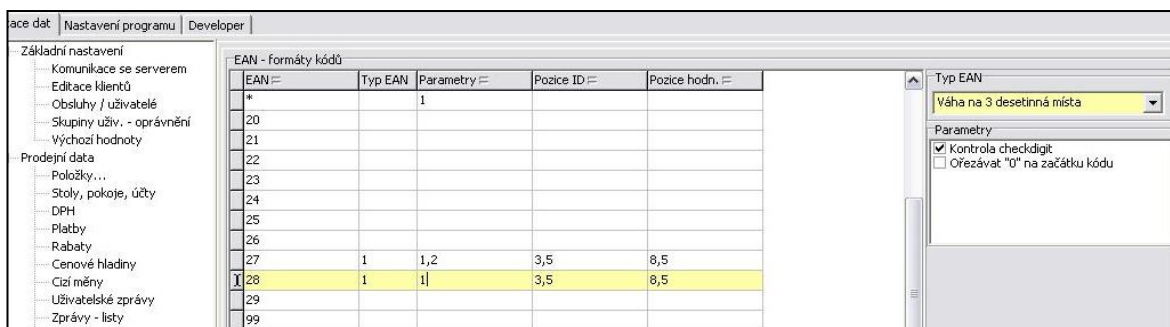 ace dat Nastavení programu Developer
Základní nastavení
Komunikace se serverem
Editace klientů
Obsluhy / uživatelé
Skupiny uživ. - oprávnění
Výchozí hodnoty
Prodejní data
Položky...
Stoly, pokoje, účty
DPH
Platby
Rabaty
Cenové hladiny
Cizí měny
Uživatelské zprávy
Zprávy - listy
EAN - formáty kódů
EAN Typ EAN Parametry Pozice ID Pozice hodn.
* 1
20
21
22
23
24
25
26
27 1 1,2 3,5 8,5
28 1 1 3,5 8,5
29
99
Typ EAN
Váha na 3 desetinná místa
Parametry
Kontrola checkdigit
Ořezávat "0" na začátku kódu